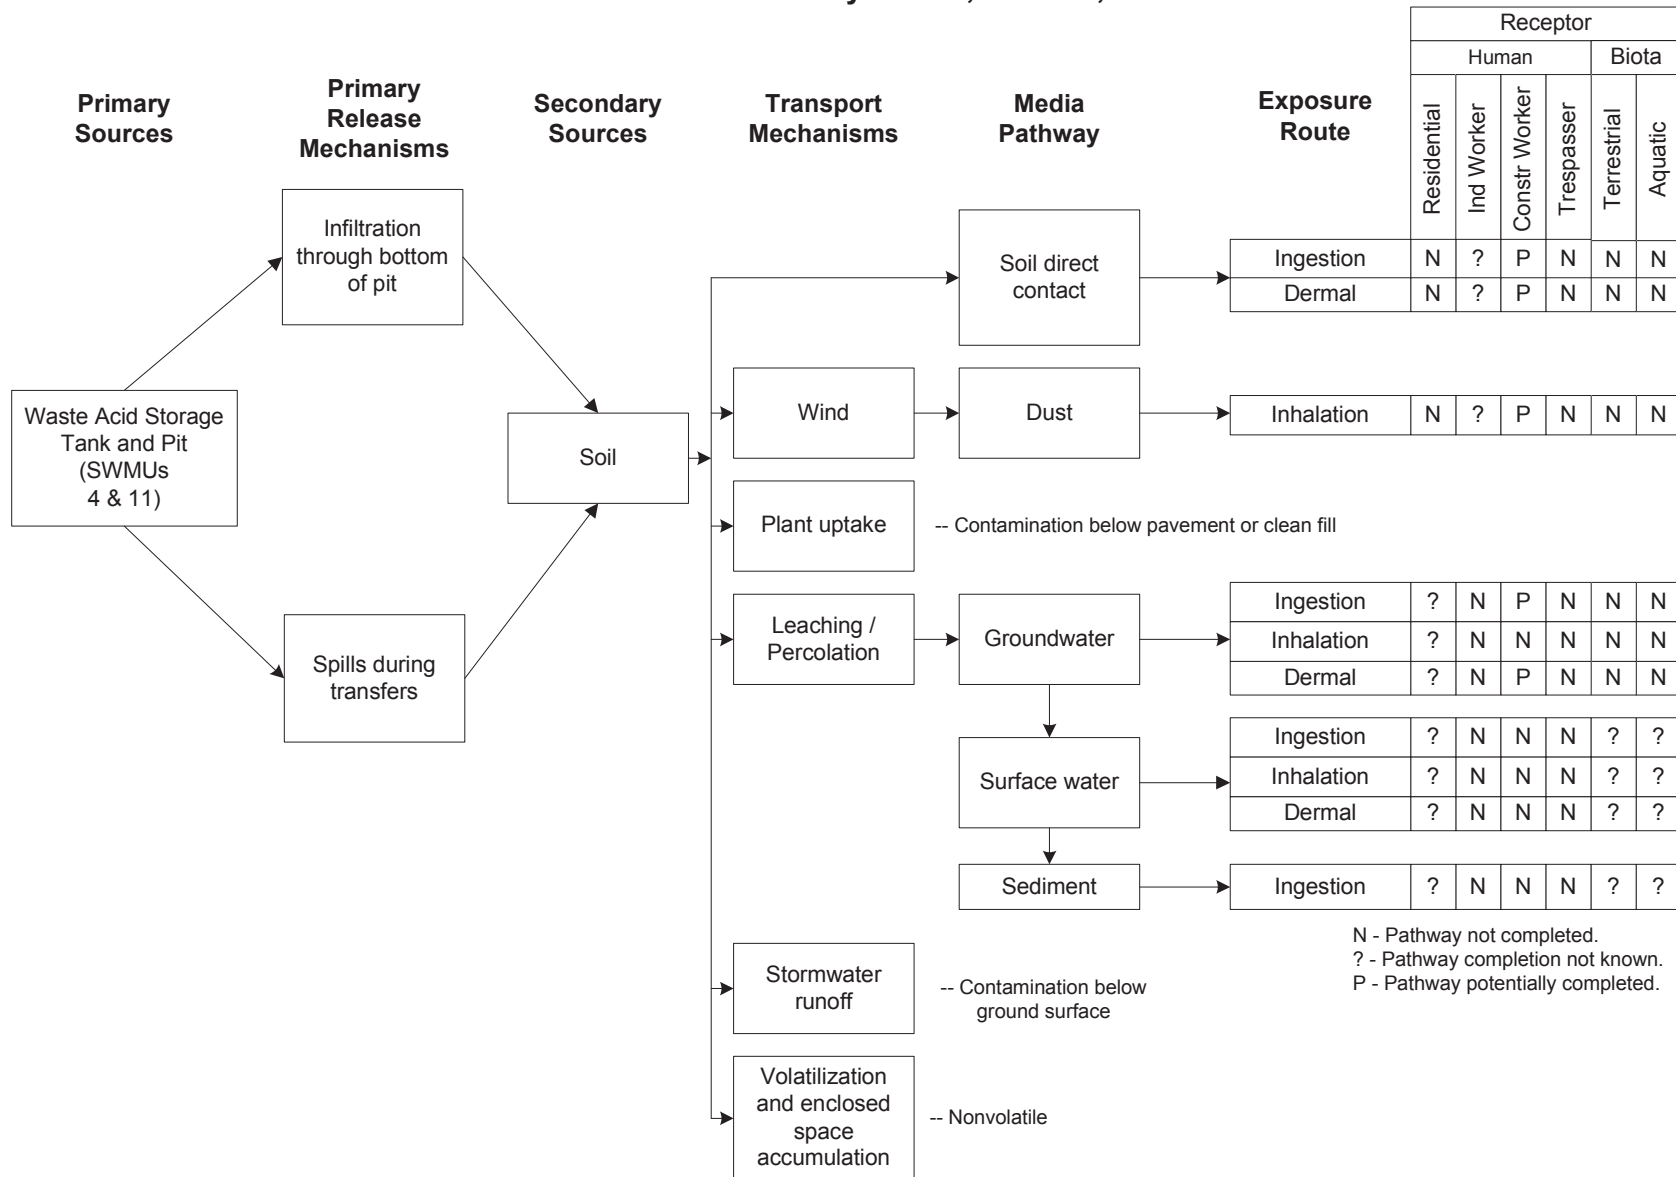 Receptor
Human Biota
Primary
Sources
Primary
Release
Mechanisms
Secondary
Sources
Transport
Mechanisms
Media
Pathway
Exposure
Route
Residential
Ind Worker
Constr Worker
Trespasser
Terrestrial
Aquatic
Infiltration
through bottom
of pit
Soil direct
contact
Ingestion N ? P N N N
Dermal N ? P N N N
Waste Acid Storage
Tank and Pit
(SWMUs
4 & 11)
Soil
Wind
Dust
Inhalation N ? P N N N
Plant uptake
-- Contamination below pavement or clean fill
Spills during
transfers
Leaching /
Percolation
Groundwater
Ingestion ? N P N N N
Inhalation ? N N N N N
Dermal ? N P N N N
Surface water
Ingestion ? N N N ? ?
Inhalation ? N N N ? ?
Dermal ? N N N ? ?
Sediment
Ingestion ? N N N ? ?
N - Pathway not completed.
? - Pathway completion not known.
P - Pathway potentially completed.
Stormwater
runoff
-- Contamination below
ground surface
Volatilization
and enclosed
space
accumulation
-- Nonvolatile